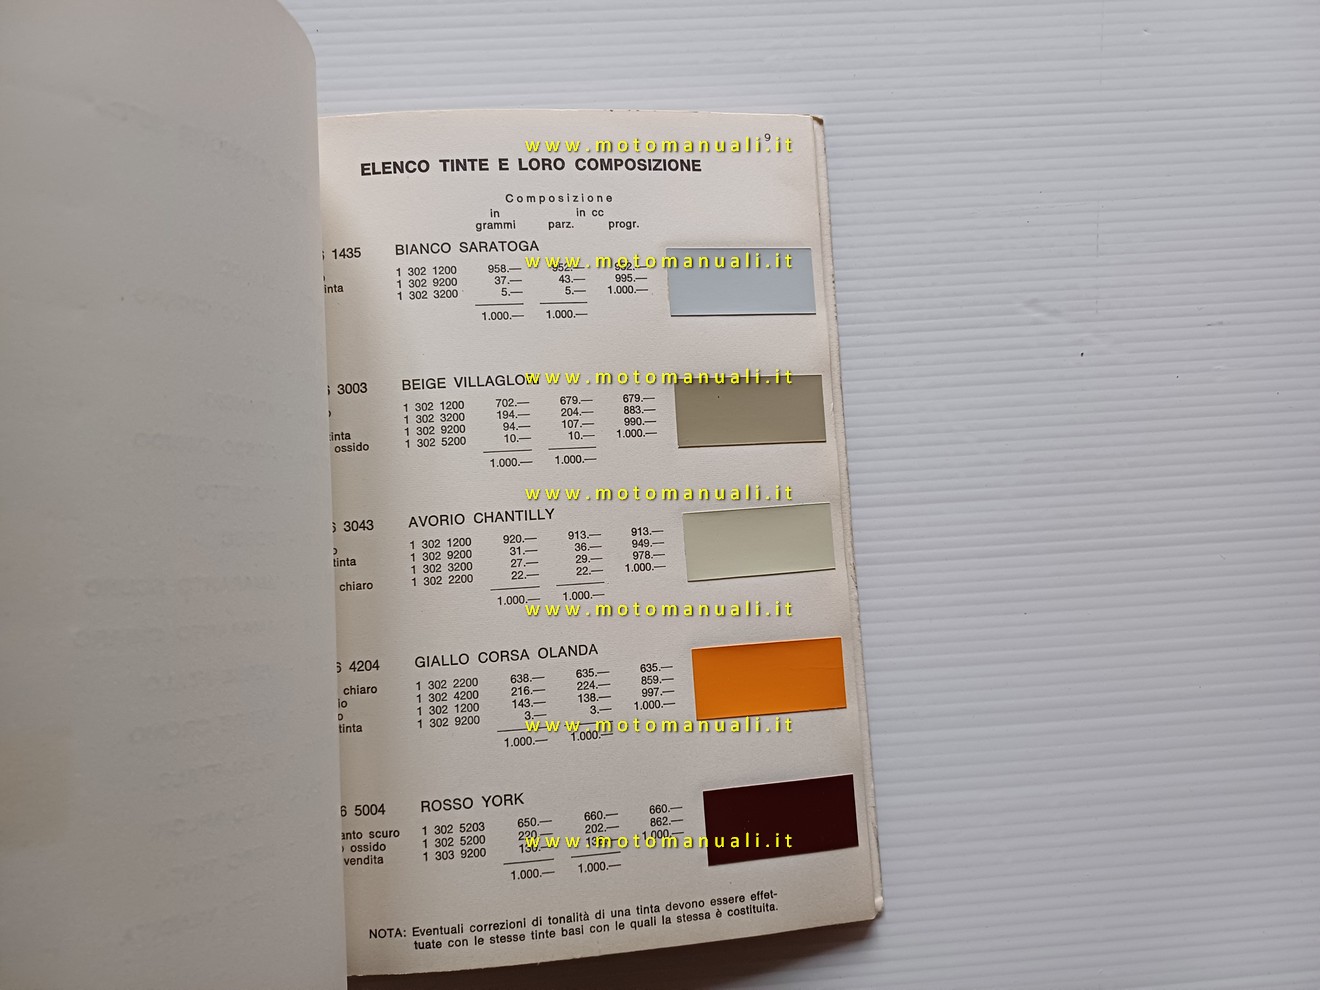 9
www.motomanuali.it
ELENCO TINTE E LORO COMPOSIZIONE
Composizione
in in cc
grammi parz. progr.
1435 BIANCO SARATOGA
www.motomanuali.it
1 302 1200 958.— 952.— 952.—
1 302 9200 37.— 43.— 995.—
inta 1 302 3200 5.— 5.— 1.000.—
1.000.— 1.000.—
www.motomanuali.it
3003 BEIGE VILLAGLORI
1 302 1200 702.— 679.— 679.—
1 302 3200 194.— 204.— 883.—
inta 1 302 9200 94.— 107.— 990.—
ossido 1 302 5200 10.— 10.— 1.000.—
1.000.— 1.000.—
www.motomanuali.it
3043 AVORIO CHANTILLY
1 302 1200 920.— 913.— 913.—
1 302 9200 31.— 36.— 949.—
tinta 1 302 3200 27.— 29.— 978.—
chiaro 1 302 2200 22.— 22.— 1.000.—
1.000.— 1.000.—
www.motomanuali.it
6 4204 GIALLO CORSA OLANDA
chiaro 1 302 2200 638.— 635.— 635.—
io 1 302 4200 216.— 224.— 859.—
o 1 302 1200 143.— 138.— 997.—
tinta 1 302 9200 3.— 3.— 1.000.—
www.motomanuali.it
1.000.— 1.000.—
6 5004 ROSSO YORK
anto scuro 1 302 5203 650.— 660.— 660.—
ossido 1 302 5200 220.— 202.— 862.—
vendita 1 303 9200 130.— 1.000.—
www.motomanuali.it
1.000.— 1.000.—
NOTA: Eventuali correzioni di tonalità di una tinta devono essere effet-
tuate con le stesse tinte basi con le quali la stessa è costituita.